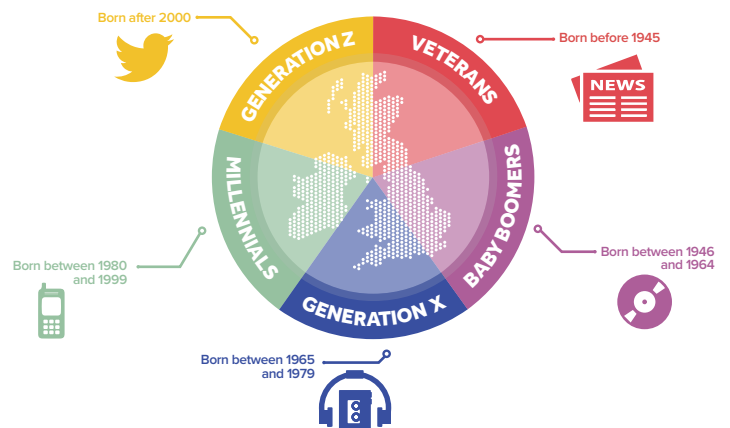 Born after 2000
GENERATION Z
VETERANS
Born before 1945
NEWS
MILLENNIALS
BABY BOOMERS
Born between 1946
and 1964
Born between 1980
and 1999
GENERATION X
Born between 1965
and 1979